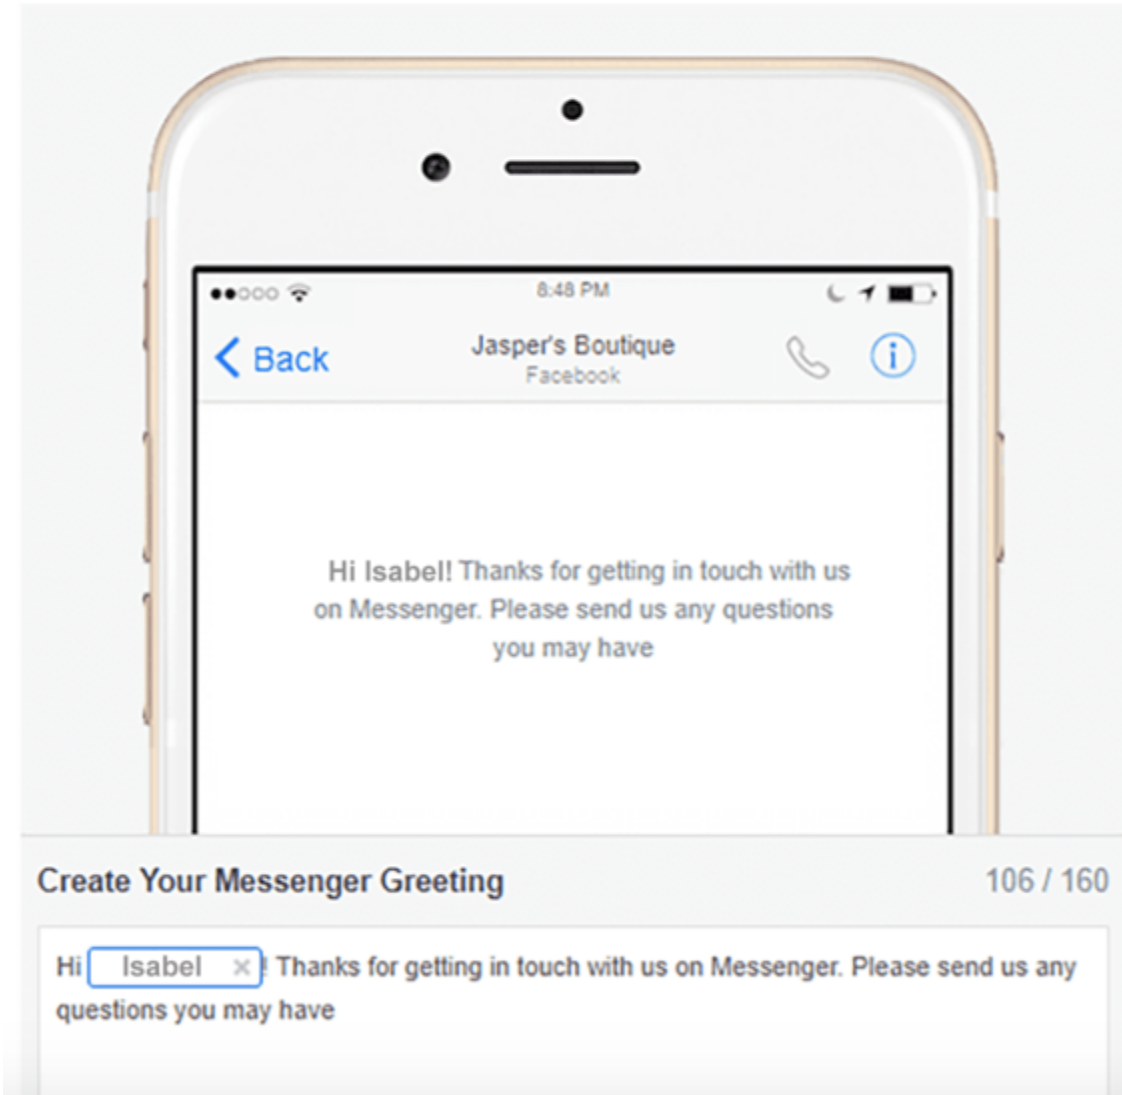 8:48 PM
Back
Jasper's Boutique
Facebook
Hi Isabel! Thanks for getting in touch with us
on Messenger. Please send us any questions
you may have
Create Your Messenger Greeting
106 / 160
Hi Isabel ×! Thanks for getting in touch with us on Messenger. Please send us any
questions you may have